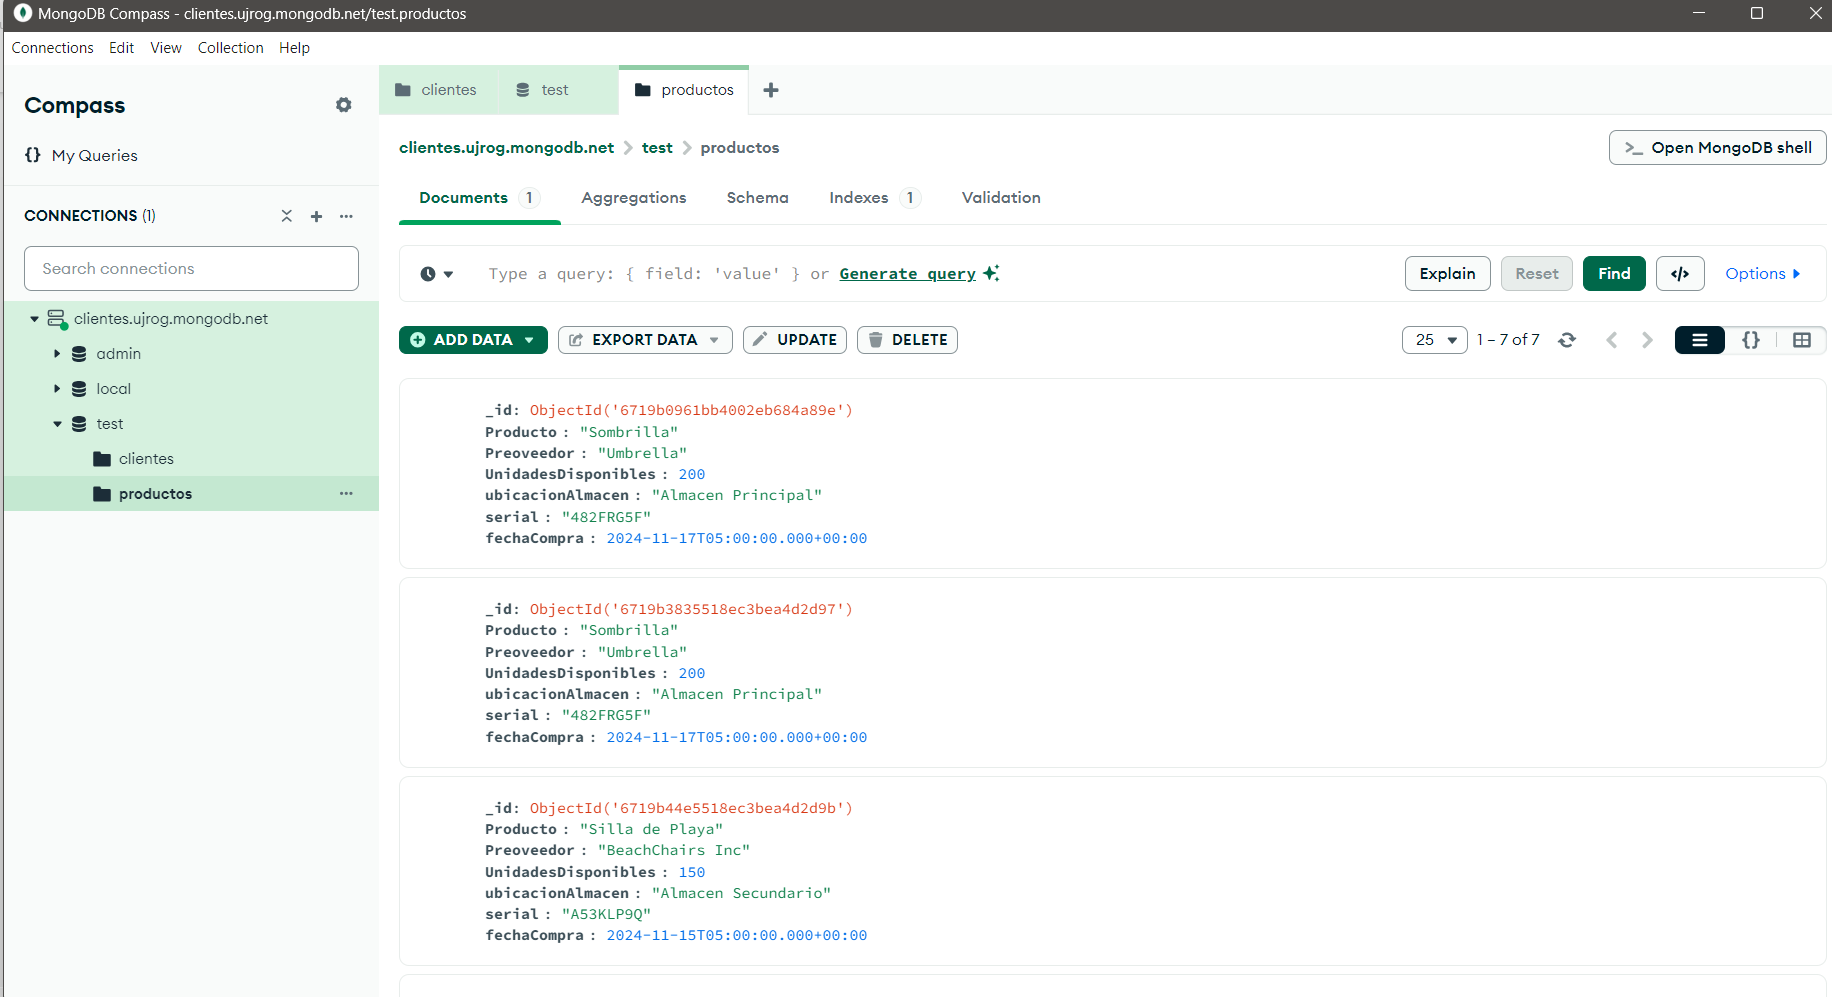 MongoDB Compass - clientes.ujrog.mongodb.net/test.productos
Connections Edit View Collection Help
Compass
{} My Queries
CONNECTIONS (1)
Search connections
clientes.ujrog.mongodb.net
admin
local
test
clientes
productos
clientes test productos
clientes.ujrog.mongodb.net > test > productos
>_ Open MongoDB shell
Documents 1 Aggregations Schema Indexes 1 Validation
Type a query: { field: 'value' } or Generate query
Explain Reset Find </> Options
ADD DATA EXPORT DATA UPDATE DELETE
25 1 – 7 of 7 {}
_id: ObjectId('6719b0961bb4002eb684a89e')
Producto : "Sombrilla"
Preoveedor : "Umbrella"
UnidadesDisponibles : 200
ubicacionAlmacen : "Almacen Principal"
serial : "482FRG5F"
fechaCompra : 2024-11-17T05:00:00.000+00:00
_id: ObjectId('6719b3835518ec3bea4d2d97')
Producto : "Sombrilla"
Preoveedor : "Umbrella"
UnidadesDisponibles : 200
ubicacionAlmacen : "Almacen Principal"
serial : "482FRG5F"
fechaCompra : 2024-11-17T05:00:00.000+00:00
_id: ObjectId('6719b44e5518ec3bea4d2d9b')
Producto : "Silla de Playa"
Preoveedor : "BeachChairs Inc"
UnidadesDisponibles : 150
ubicacionAlmacen : "Almacen Secundario"
serial : "A53KLP9Q"
fechaCompra : 2024-11-15T05:00:00.000+00:00